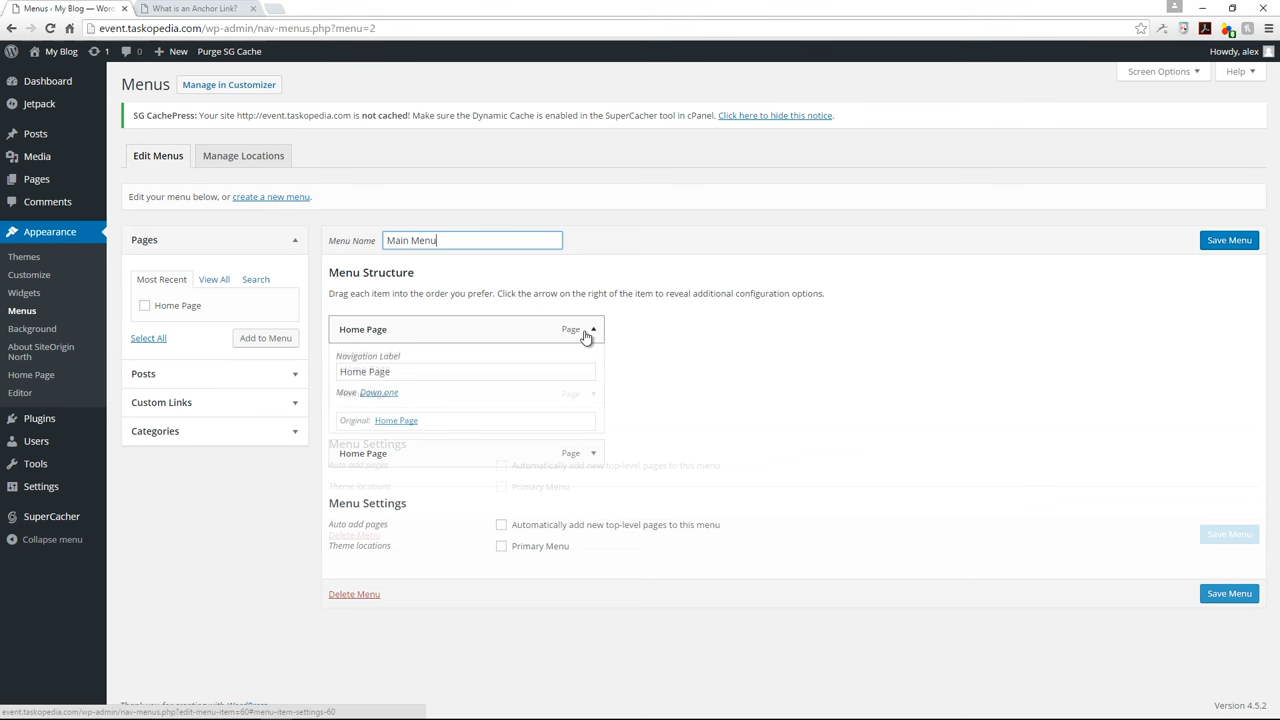 Menus ‹ My Blog — Wor
What is an Anchor Link?
event.taskopedia.com/wp-admin/nav-menus.php?menu=2
My Blog
1
0
New
Purge SG Cache
Howdy, alex
Dashboard
Jetpack
Posts
Media
Pages
Comments
Appearance
Themes
Customize
Widgets
Menus
Background
About SiteOrigin
North
Home Page
Editor
Plugins
Users
Tools
Settings
SuperCacher
Collapse menu
Screen Options
Help
Menus
Manage in Customizer
SG CachePress: Your site http://event.taskopedia.com is not cached! Make sure the Dynamic Cache is enabled in the SuperCacher tool in cPanel. Click here to hide this notice.
Edit Menus
Manage Locations
Edit your menu below, or create a new menu.
Pages
Most Recent
View All
Search
Home Page
Select All
Add to Menu
Posts
Custom Links
Categories
Menu Name
Main Menu
Save Menu
Menu Structure
Drag each item into the order you prefer. Click the arrow on the right of the item to reveal additional configuration options.
Home Page
Page
Navigation Label
Home Page
Move Down one
Page
Original: Home Page
Menu Settings
Home Page
Page
Auto add pages
Automatically add new top-level pages to this menu
Theme locations
Primary Menu
Menu Settings
Auto add pages
Automatically add new top-level pages to this menu
Delete Menu
Save Menu
Theme locations
Primary Menu
Delete Menu
Save Menu
Version 4.5.2
event.taskopedia.com/wp-admin/nav-menus.php?edit-menu-item=60#menu-item-settings-60